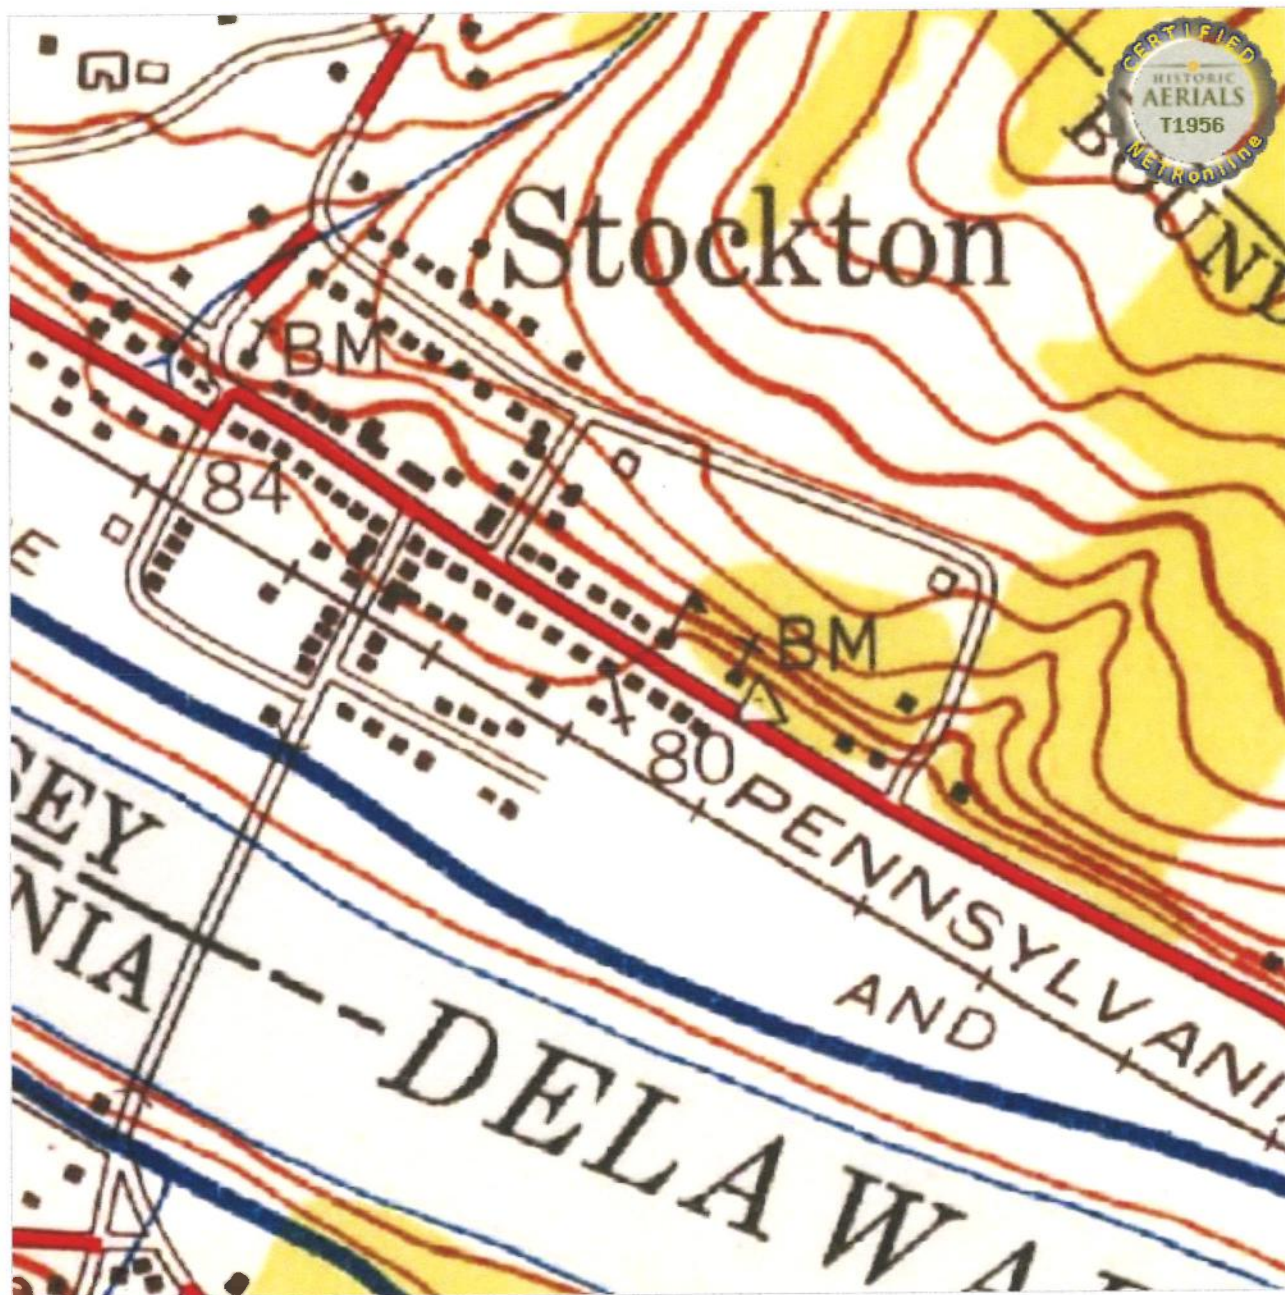 CERTIFIED
HISTORIC
AERIALS
T1956
NETRonline
BOUND
Stockton
BM
84
E
BM
80
SEY
NIA
PENNSYLVANI
AND
DELAWA